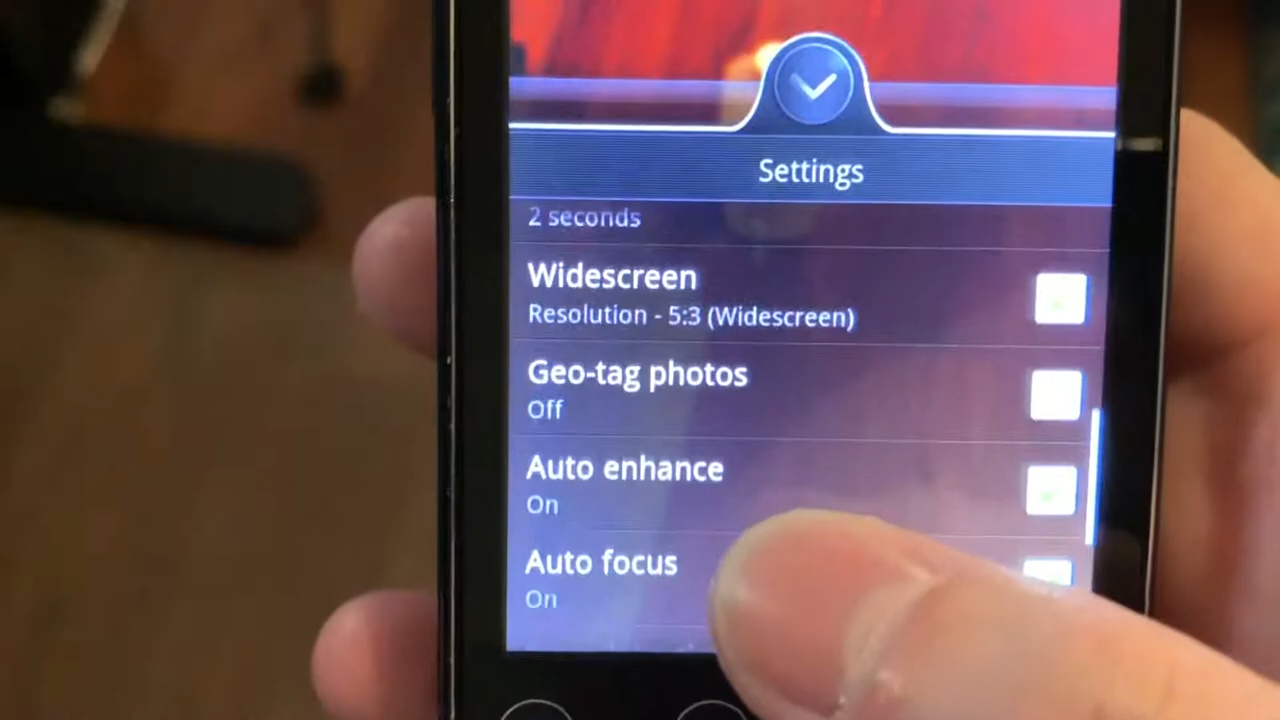 Settings
2 seconds
Widescreen
Resolution - 5:3 (Widescreen)
Geo-tag photos
Off
Auto enhance
On
Auto focus
On